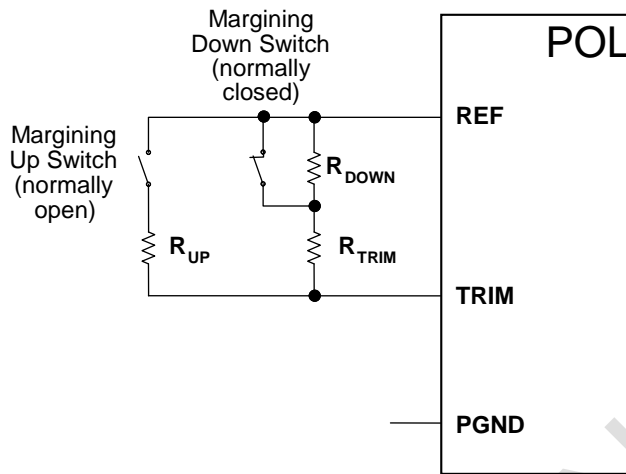 Margining
Down Switch
(normally
closed)
POL
REF
Margining
Up Switch
(normally
open)
RDOWN
RUP
RTRIM
TRIM
PGND